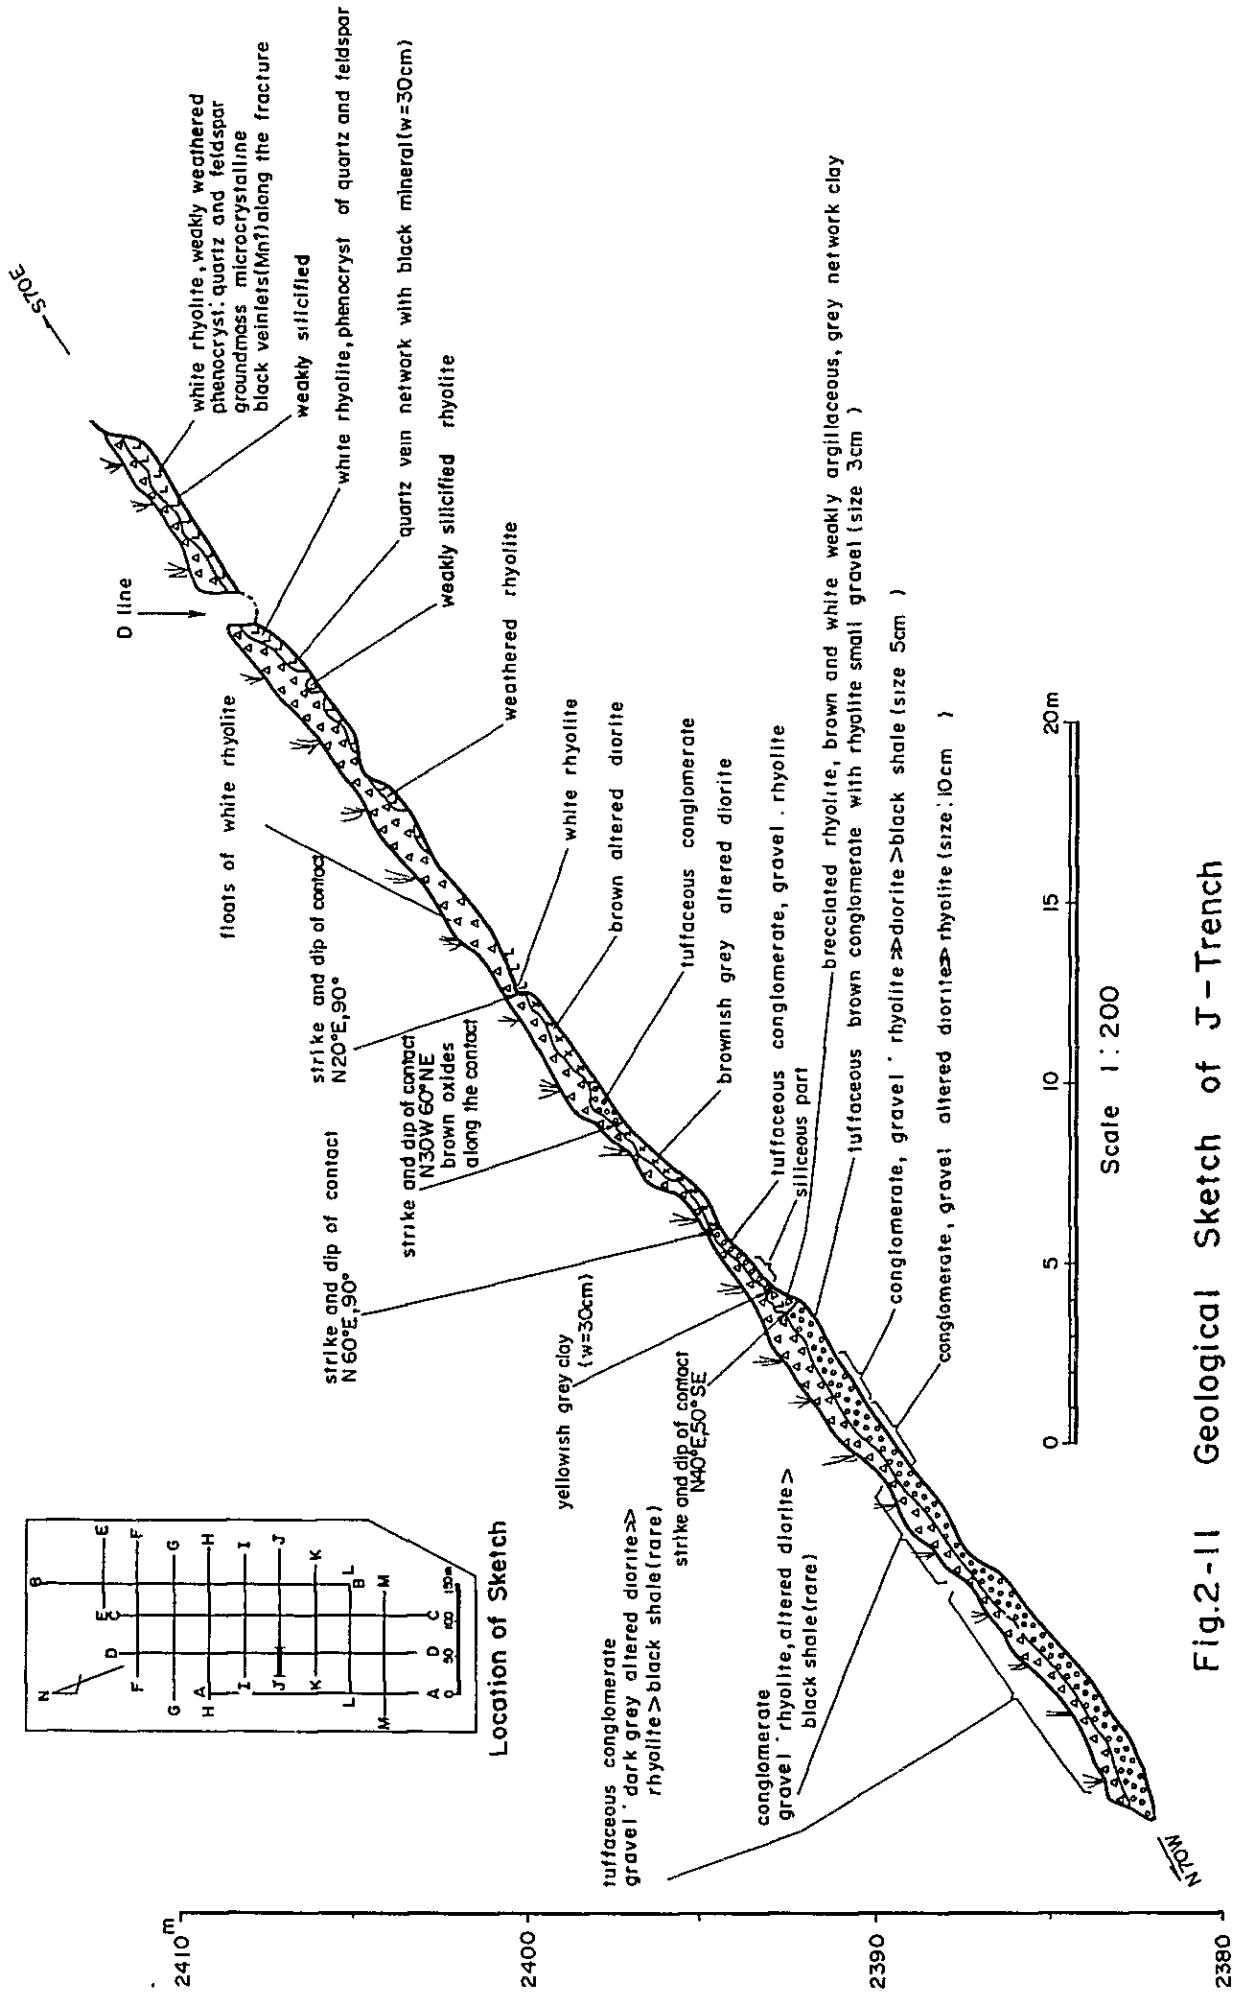 S70E
D line
white rhyolite, weakly weathered
phenocryst: quartz and feldspar
groundmass microcrystalline
black veinlets(Mn?)along the fracture
weakly silicified
white rhyolite, phenocryst of quartz and feldspar
quartz vein network with black mineral(w=30cm)
weakly silicified rhyolite
weathered rhyolite
floats of white rhyolite
strike and dip of contact
N20°E,90°
white rhyolite
brown altered diorite
strike and dip of contact
N30W 60°NE
brown oxides
along the contact
tuffaceous conglomerate
brownish grey altered diorite
strike and dip of contact
N60°E,90°
tuffaceous conglomerate, gravel . rhyolite
siliceous part
yellowish grey clay
(w=30cm)
brecciated rhyolite, brown and white weakly argillaceous, grey network clay
tuffaceous brown conglomerate with rhyolite small gravel (size 3cm )
strike and dip of contact
N40°E,50°SE
conglomerate, gravel · rhyolite≫diorite>black shale (size 5cm )
conglomerate, gravel altered diorite≫ rhyolite (size:10cm )
tuffaceous conglomerate
gravel · dark grey altered diorite≫
rhyolite>black shale(rare)
conglomerate
gravel · rhyolite, altered diorite>
black shale(rare)
N70W
2410m
2400
2390
2380
0 5 10 15 20m
Scale 1:200
N
A A
B B
C C
D D
E E
F F
G G
H H
I I
J J
K K
L L
M M
0 50 100 150m
Location of Sketch
Fig.2-11 Geological Sketch of J-Trench